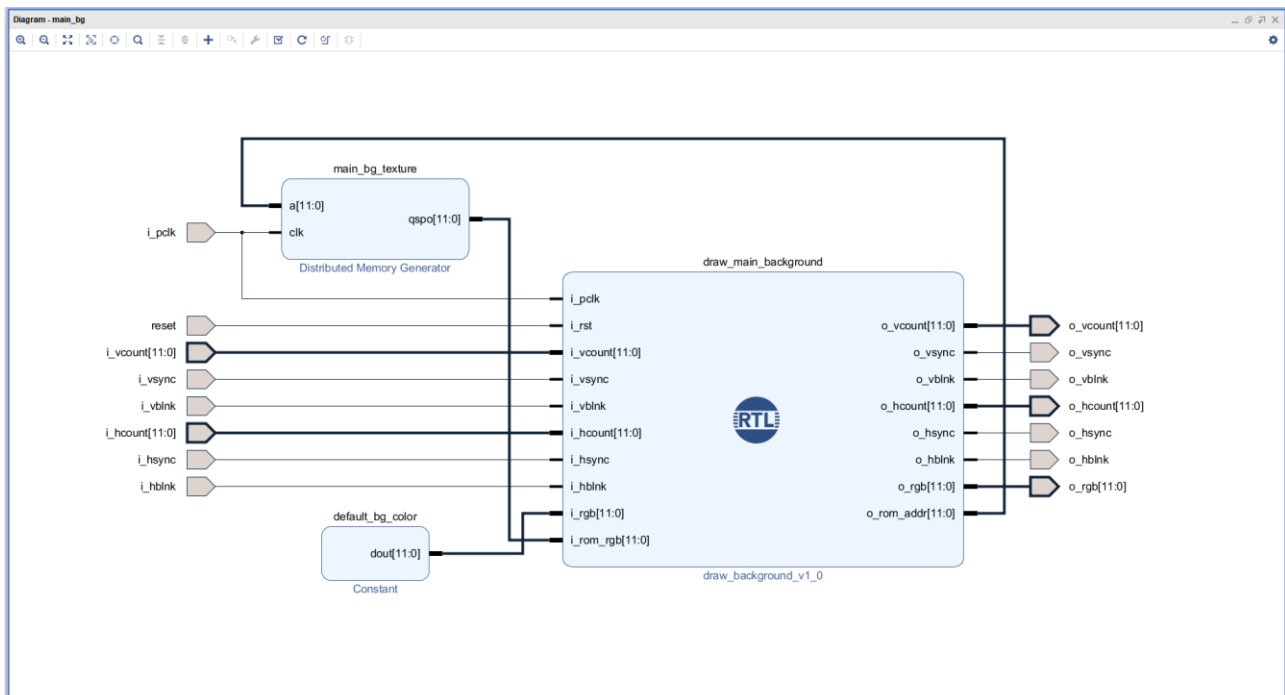 Diagram - main_bg
main_bg_texture
a[11:0]
qspo[11:0]
clk
Distributed Memory Generator
i_pclk
draw_main_background
i_pclk
reset
i_rst
o_vcount[11:0]
o_vcount[11:0]
i_vcount[11:0]
i_vcount[11:0]
o_vsync
o_vsync
i_vsync
i_vsync
o_vblnk
o_vblnk
i_vblnk
i_vblnk
RTL
o_hcount[11:0]
o_hcount[11:0]
i_hcount[11:0]
i_hcount[11:0]
o_hsync
o_hsync
i_hsync
i_hsync
o_hblnk
o_hblnk
i_hblnk
i_hblnk
o_rgb[11:0]
o_rgb[11:0]
default_bg_color
i_rgb[11:0]
o_rom_addr[11:0]
dout[11:0]
i_rom_rgb[11:0]
Constant
draw_background_v1_0